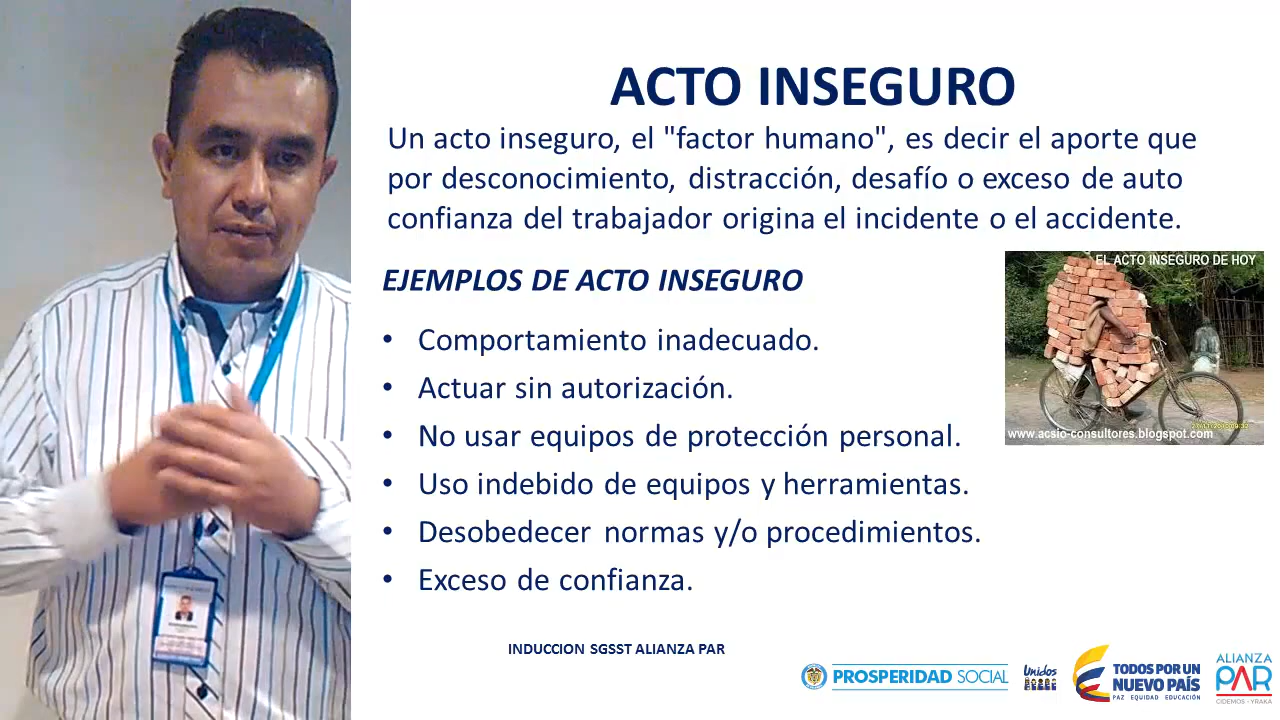 ACTO INSEGURO
Un acto inseguro, el "factor humano", es decir el aporte que
por desconocimiento, distracción, desafío o exceso de auto
confianza del trabajador origina el incidente o el accidente.
EJEMPLOS DE ACTO INSEGURO
EL ACTO INSEGURO DE HOY
• Comportamiento inadecuado.
• Actuar sin autorización.
• No usar equipos de protección personal.
www.acsio-consultores.blogspot.com
• Uso indebido de equipos y herramientas.
• Desobedecer normas y/o procedimientos.
• Exceso de confianza.
INDUCCION SGSST ALIANZA PAR
PROSPERIDAD SOCIAL
Unidos
TODOS POR UN
NUEVO PAÍS
PAZ EQUIDAD EDUCACIÓN
ALIANZA
PAR
CIDEMOS - YRAKA